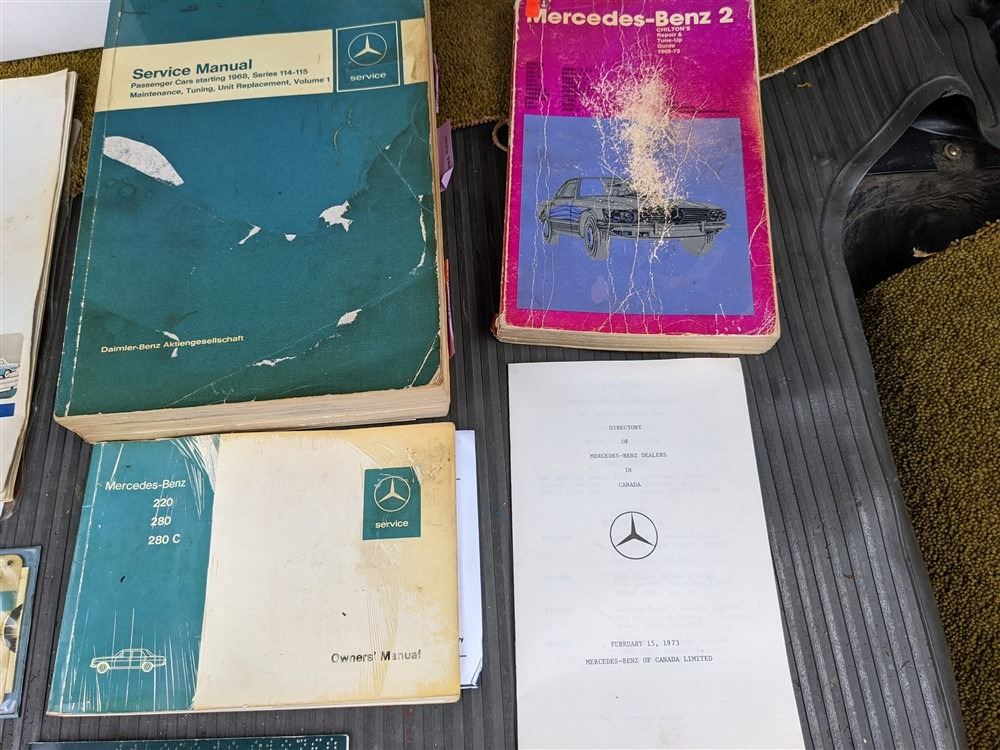 Service Manual
Passenger Cars starting 1968, Series 114-115
Maintenance, Tuning, Unit Replacement, Volume 1
service
Daimler-Benz Aktiengesellschaft
Mercedes-Benz 2
CHILTON'S
Repair &
Tune-Up
Guide
1968-73
Mercedes-Benz
220
280
280 C
service
Owners' Manual
DIRECTORY
OF
MERCEDES-BENZ DEALERS
IN
CANADA
FEBRUARY 15, 1973
MERCEDES-BENZ OF CANADA LIMITED